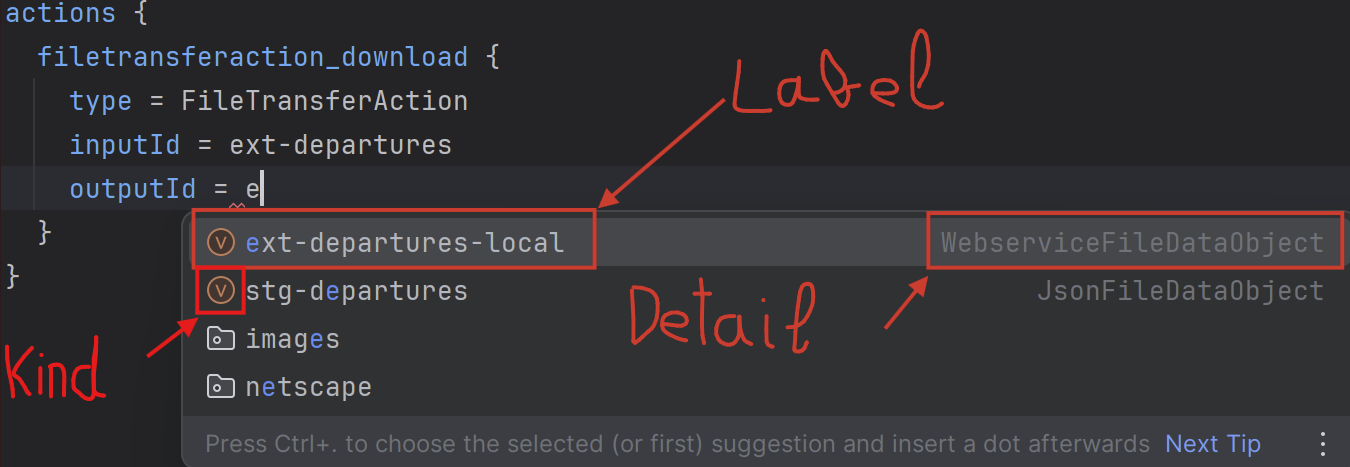 actions {
filetransferaction_download {
type = FileTransferAction
inputId = ext-departures
outputId = e
}
}
Label
ext-departures-local WebserviceFileDataObject
stg-departures JsonFileDataObject
images
netscape
Detail
Kind
Press Ctrl+. to choose the selected (or first) suggestion and insert a dot afterwards Next Tip